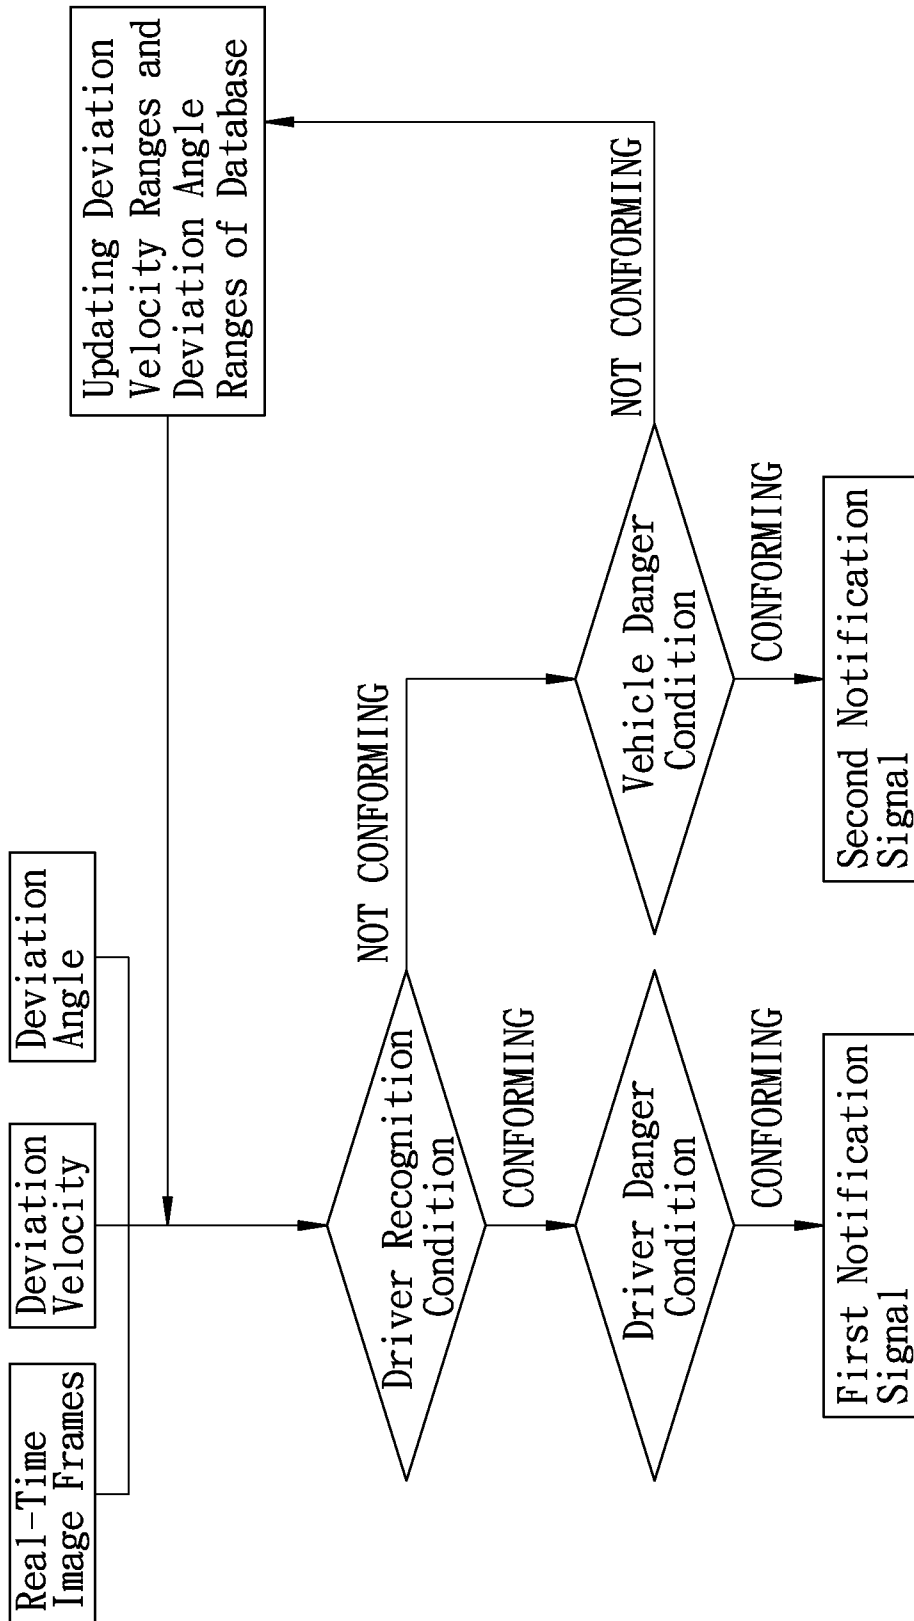 Real-Time
Image Frames
Deviation
Velocity
Deviation
Angle
Updating Deviation
Velocity Ranges and
Deviation Angle
Ranges of Database
Driver Recognition
Condition
NOT CONFORMING
CONFORMING
Driver Danger
Condition
Vehicle Danger
Condition
NOT CONFORMING
CONFORMING
CONFORMING
First Notification
Signal
Second Notification
Signal